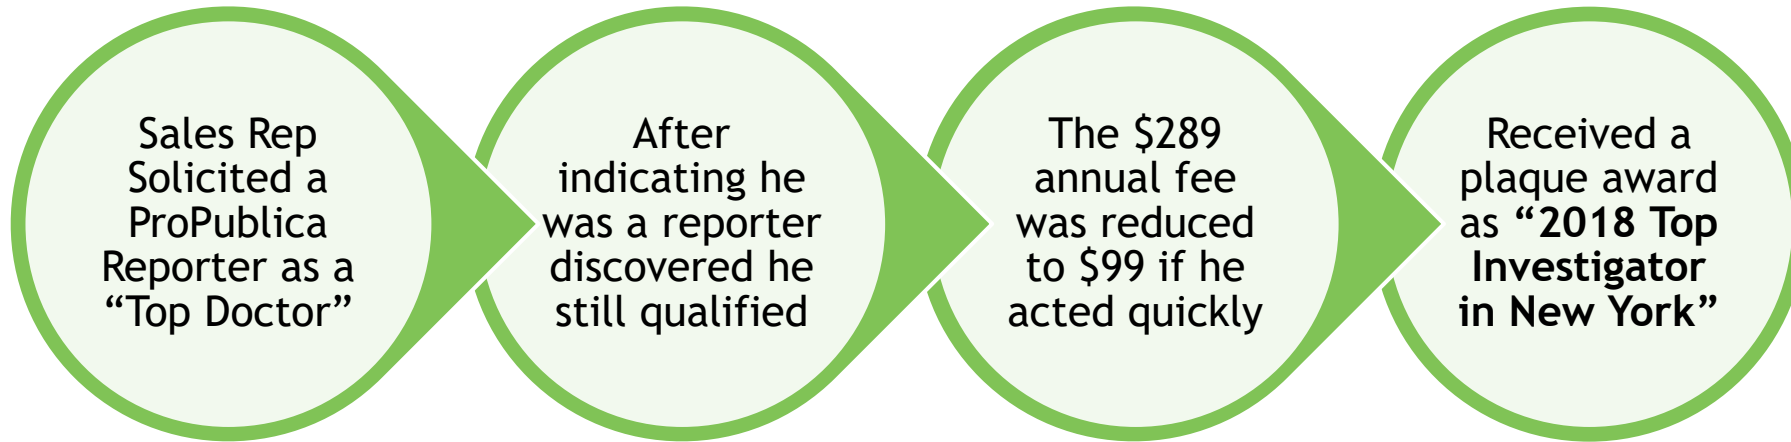 Sales Rep
Solicited a
ProPublica
Reporter as a
“Top Doctor”
After
indicating he
was a reporter
discovered he
still qualified
The $289
annual fee
was reduced
to $99 if he
acted quickly
Received a
plaque award
as “2018 Top
Investigator
in New York”